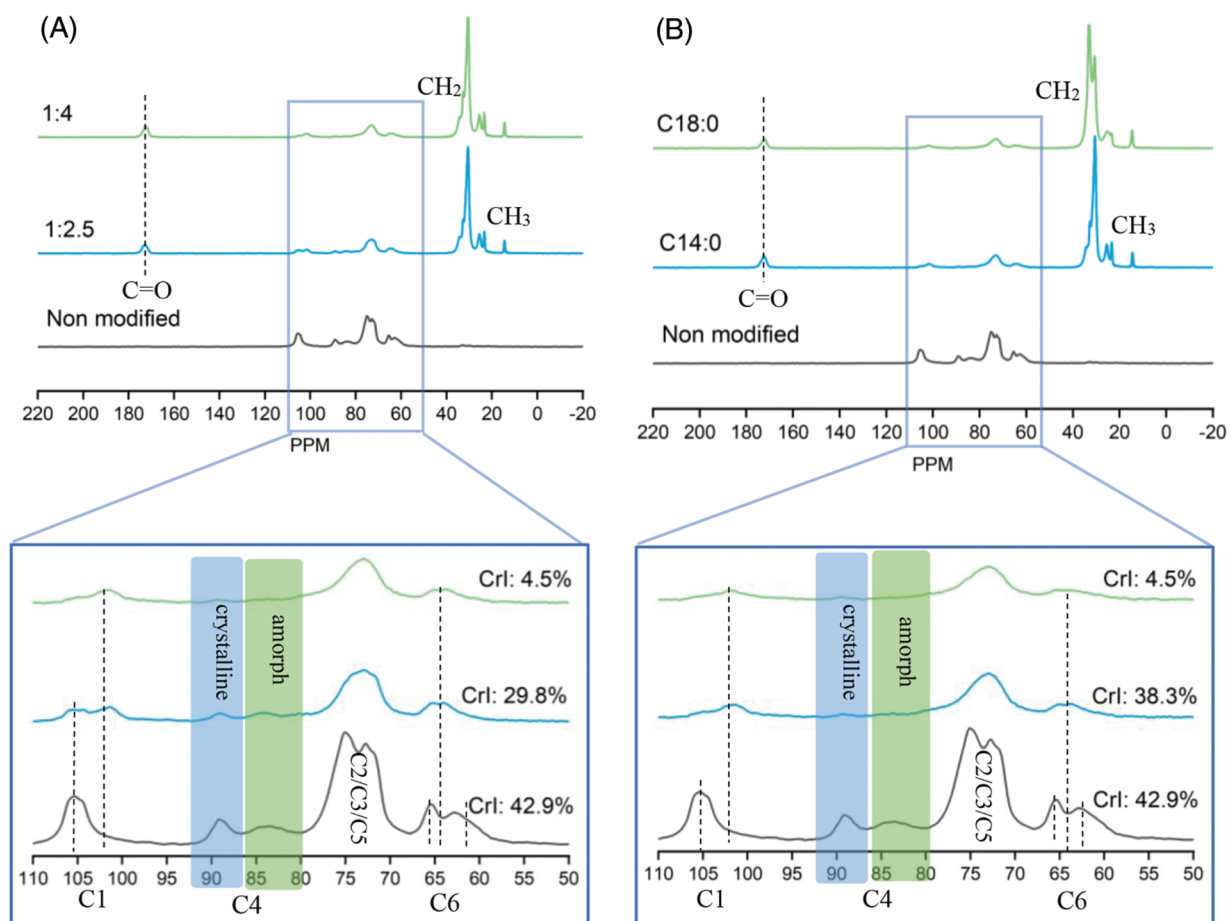 (A)
1:4
CH2
1:2.5
CH3
C=O
Non modified
220 200 180 160 140 120 100 80 60 40 20 0 -20
PPM
CrI: 4.5%
crystalline
amorph
CrI: 29.8%
C2/C3/C5
CrI: 42.9%
110 105 100 95 90 85 80 75 70 65 60 55 50
C1 C4 C6
(B)
C18:0
CH2
C14:0
CH3
C=O
Non modified
220 200 180 160 140 120 100 80 60 40 20 0 -20
PPM
CrI: 4.5%
crystalline
amorph
CrI: 38.3%
C2/C3/C5
CrI: 42.9%
110 105 100 95 90 85 80 75 70 65 60 55 50
C1 C4 C6